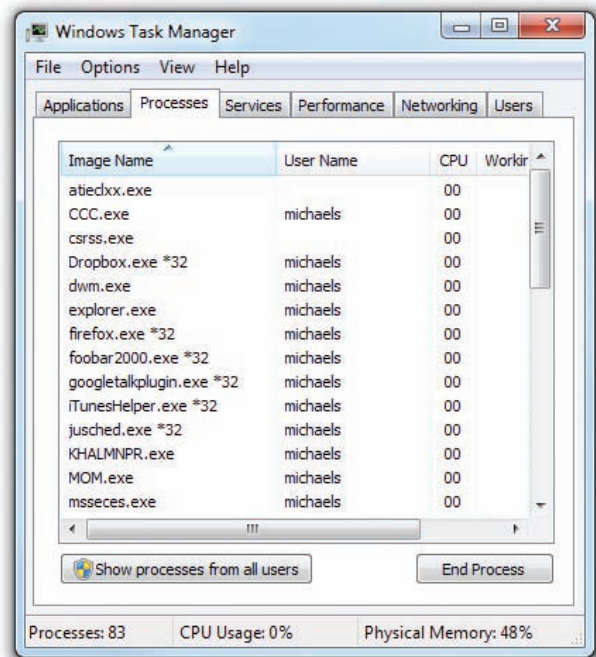 Windows Task Manager
File Options View Help
Applications Processes Services Performance Networking Users
Image Name User Name CPU Workin
atieclxx.exe 00
CCC.exe michaels 00
csrss.exe 00
Dropbox.exe *32 michaels 00
dwm.exe michaels 00
explorer.exe michaels 00
firefox.exe *32 michaels 00
foobar2000.exe *32 michaels 00
googletalkplugin.exe *32 michaels 00
iTunesHelper.exe *32 michaels 00
jusched.exe *32 michaels 00
KHALMNPR.exe michaels 00
MOM.exe michaels 00
msseces.exe michaels 00
Show processes from all users End Process
Processes: 83 CPU Usage: 0% Physical Memory: 48%